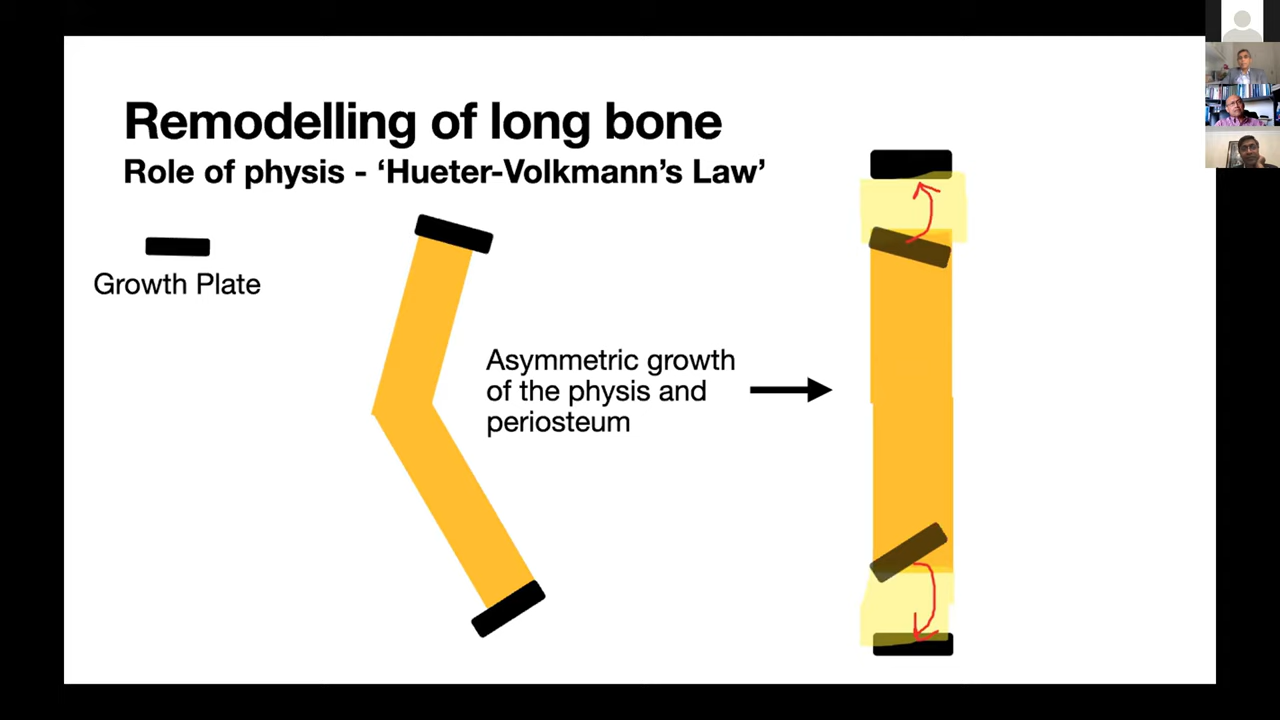 Remodelling of long bone
Role of physis - ‘Hueter-Volkmann’s Law’
Growth Plate
Asymmetric growth
of the physis and
periosteum